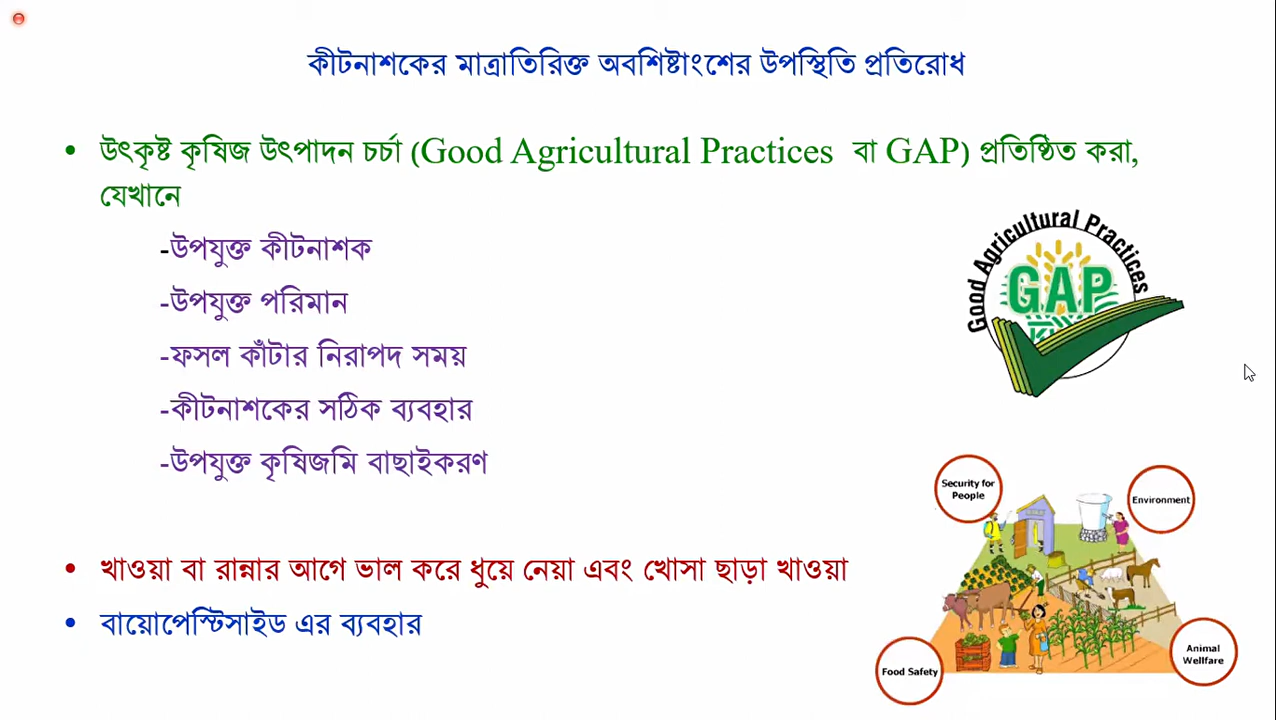 কীটনাশকের মাত্রাতিরিক্ত অবশিষ্টাংশের উপস্থিতি প্রতিরোধ
• উৎকৃষ্ট কৃষিজ উৎপাদন চর্চা (Good Agricultural Practices বা GAP) প্রতিষ্ঠিত করা,
যেখানে
-উপযুক্ত কীটনাশক
-উপযুক্ত পরিমান
-ফসল কাঁটার নিরাপদ সময়
-কীটনাশকের সঠিক ব্যবহার
-উপযুক্ত কৃষিজমি বাছাইকরণ
• খাওয়া বা রান্নার আগে ভাল করে ধুয়ে নেয়া এবং খোসা ছাড়া খাওয়া
• বায়োপেস্টিসাইড এর ব্যবহার
Good Agricultural Practices
GAP
Security for
People
Environment
Food Safety
Animal
Wellfare